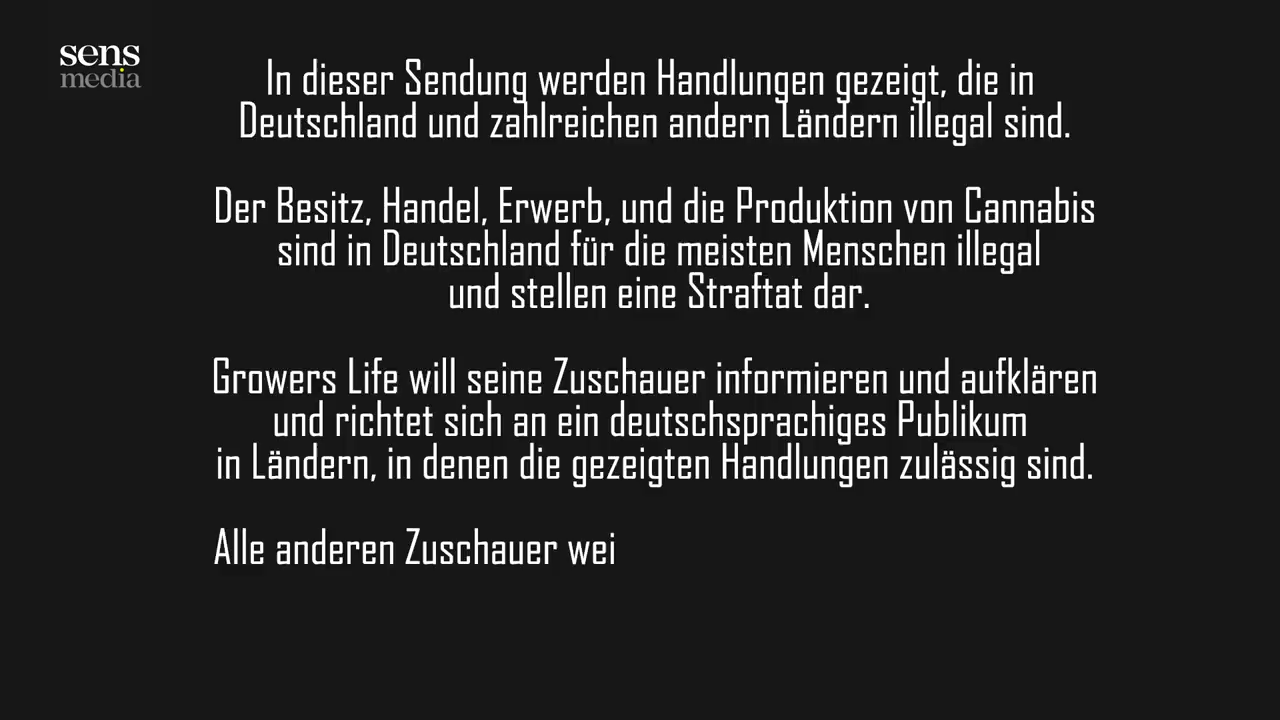 sens
media
In dieser Sendung werden Handlungen gezeigt, die in
Deutschland und zahlreichen andern Ländern illegal sind.
Der Besitz, Handel, Erwerb, und die Produktion von Cannabis
sind in Deutschland für die meisten Menschen illegal
und stellen eine Straftat dar.
Growers Life will seine Zuschauer informieren und aufklären
und richtet sich an ein deutschsprachiges Publikum
in Ländern, in denen die gezeigten Handlungen zulässig sind.
Alle anderen Zuschauer wei